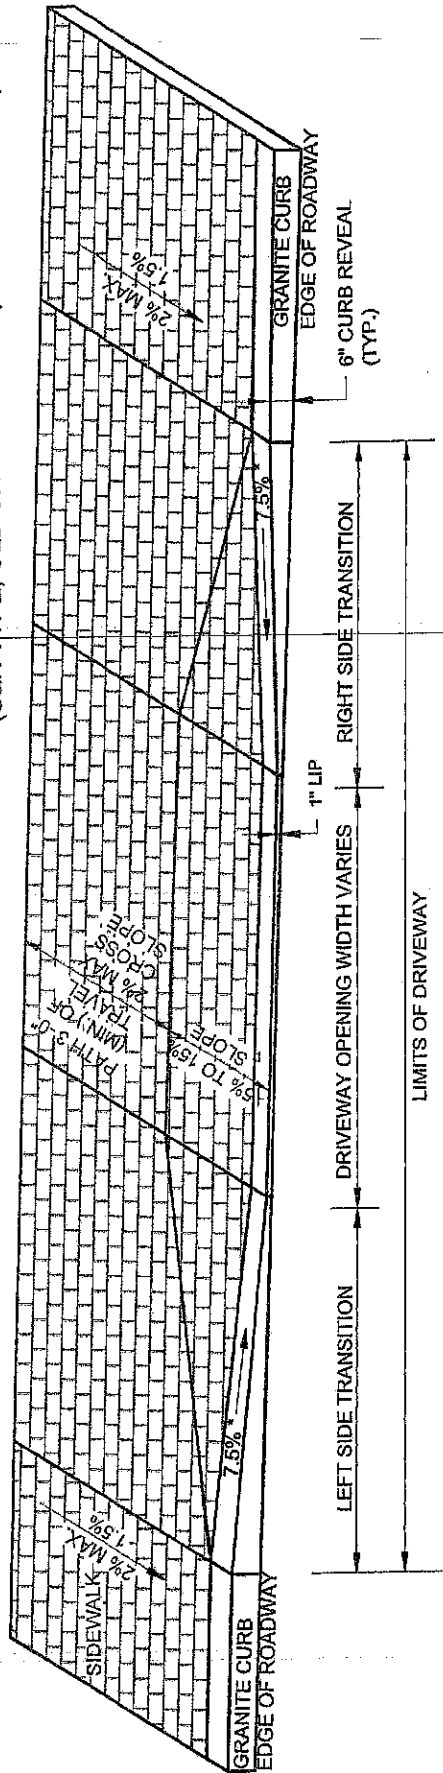 SIDEWALK
2% MAX.
1.5%
GRANITE CURB
EDGE OF ROADWAY
7.5% *
LEFT SIDE TRANSITION
PATH 3'-0"
(MIN.) OF
TRAVEL
2% MAX
CROSS
SLOPE
5% TO 15%
SLOPE
DRIVEWAY OPENING WIDTH VARIES
1" LIP
LIMITS OF DRIVEWAY
RIGHT SIDE TRANSITION
7.5% *
2% MAX.
1.5%
GRANITE CURB
EDGE OF ROADWAY
6" CURB REVEAL
(TYP.)